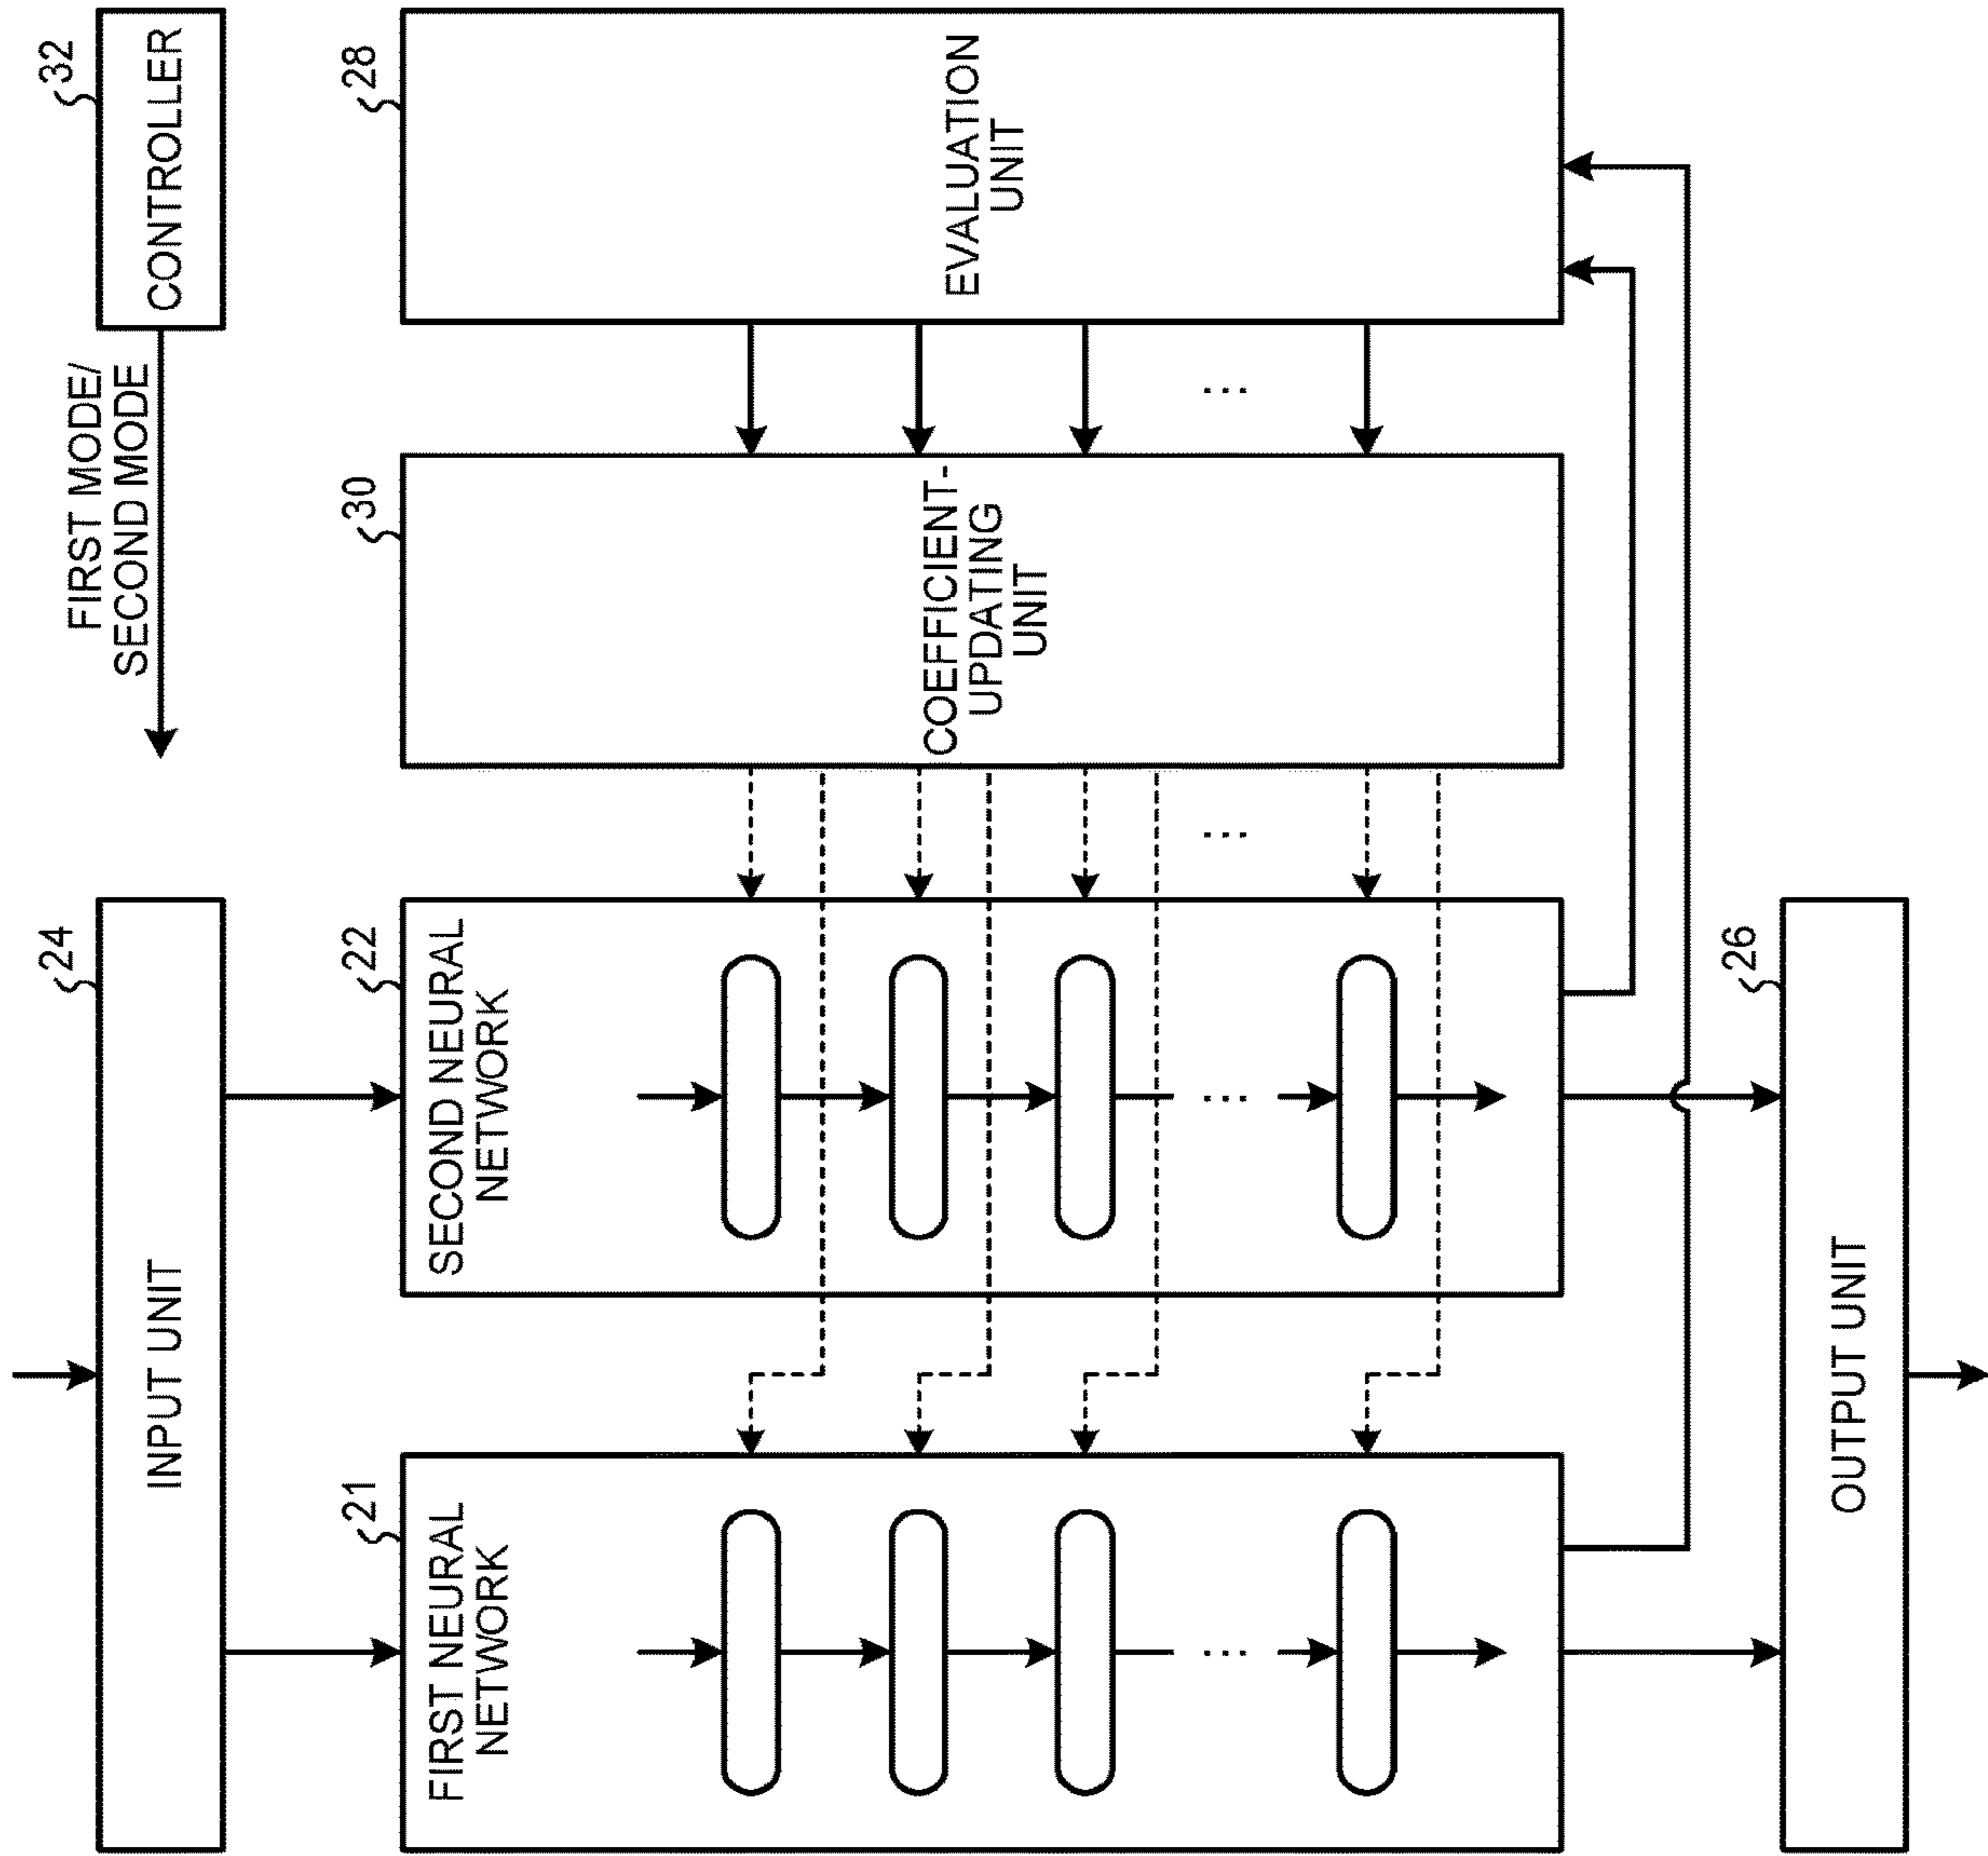 24
INPUT UNIT
32
CONTROLLER
FIRST MODE/
SECOND MODE
21
FIRST NEURAL
NETWORK
...
22
SECOND NEURAL
NETWORK
...
...
30
COEFFICIENT-
UPDATING
UNIT
...
28
EVALUATION
UNIT
26
OUTPUT UNIT